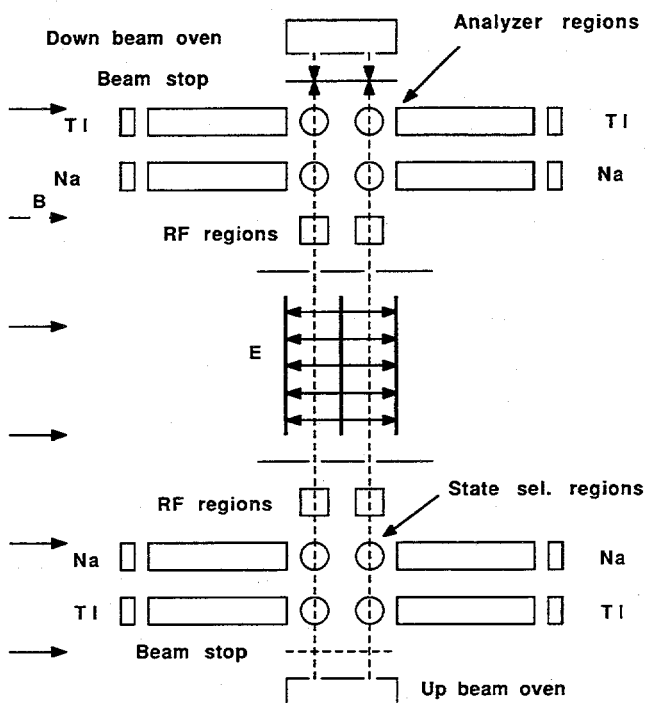 Down beam oven
Analyzer regions
Beam stop
Tl
Tl
Na
Na
B
RF regions
E
RF regions
State sel. regions
Na
Na
Tl
Tl
Beam stop
Up beam oven